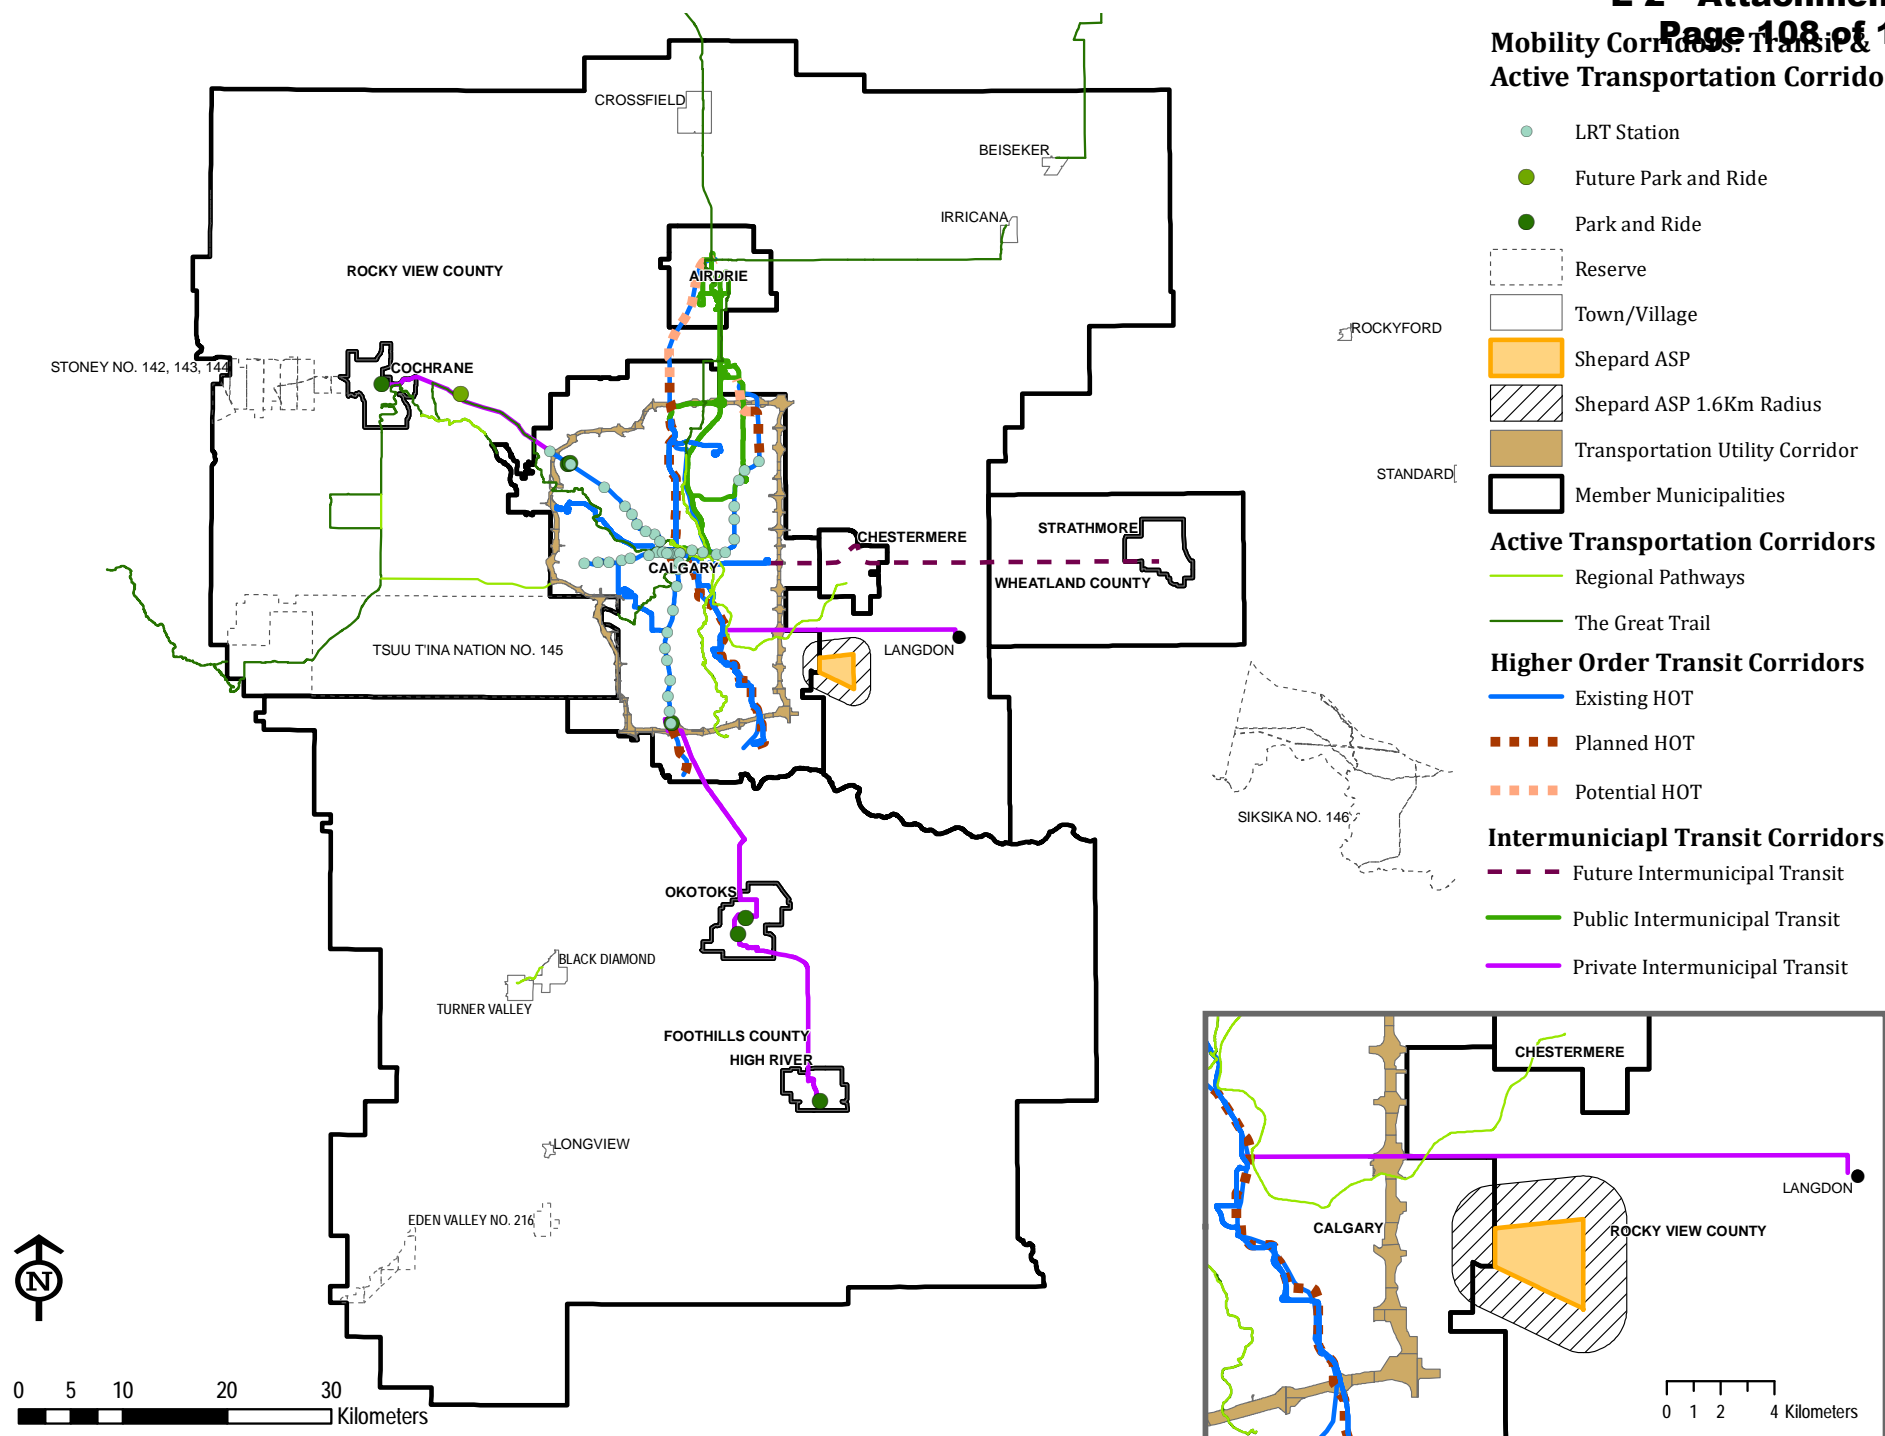 Page 108 of 1
Mobility Corridors: Transit &
Active Transportation Corrido
LRT Station
Future Park and Ride
Park and Ride
Reserve
Town/Village
Shepard ASP
Shepard ASP 1.6Km Radius
Transportation Utility Corridor
Member Municipalities
Active Transportation Corridors
Regional Pathways
The Great Trail
Higher Order Transit Corridors
Existing HOT
Planned HOT
Potential HOT
Intermuniciapl Transit Corridors
Future Intermunicipal Transit
Public Intermunicipal Transit
Private Intermunicipal Transit
CROSSFIELD
BEISEKER
IRRICANA
ROCKY VIEW COUNTY
AIRDRIE
ROCKYFORD
STONEY NO. 142, 143, 144
COCHRANE
STANDARD
STRATHMORE
CHESTERMERE
CALGARY
WHEATLAND COUNTY
TSUU T'INA NATION NO. 145
LANGDON
SIKSIKA NO. 146
OKOTOKS
BLACK DIAMOND
TURNER VALLEY
FOOTHILLS COUNTY
HIGH RIVER
LONGVIEW
EDEN VALLEY NO. 216
N
0 5 10 20 30
Kilometers
CHESTERMERE
LANGDON
CALGARY
ROCKY VIEW COUNTY
0 1 2 4 Kilometers